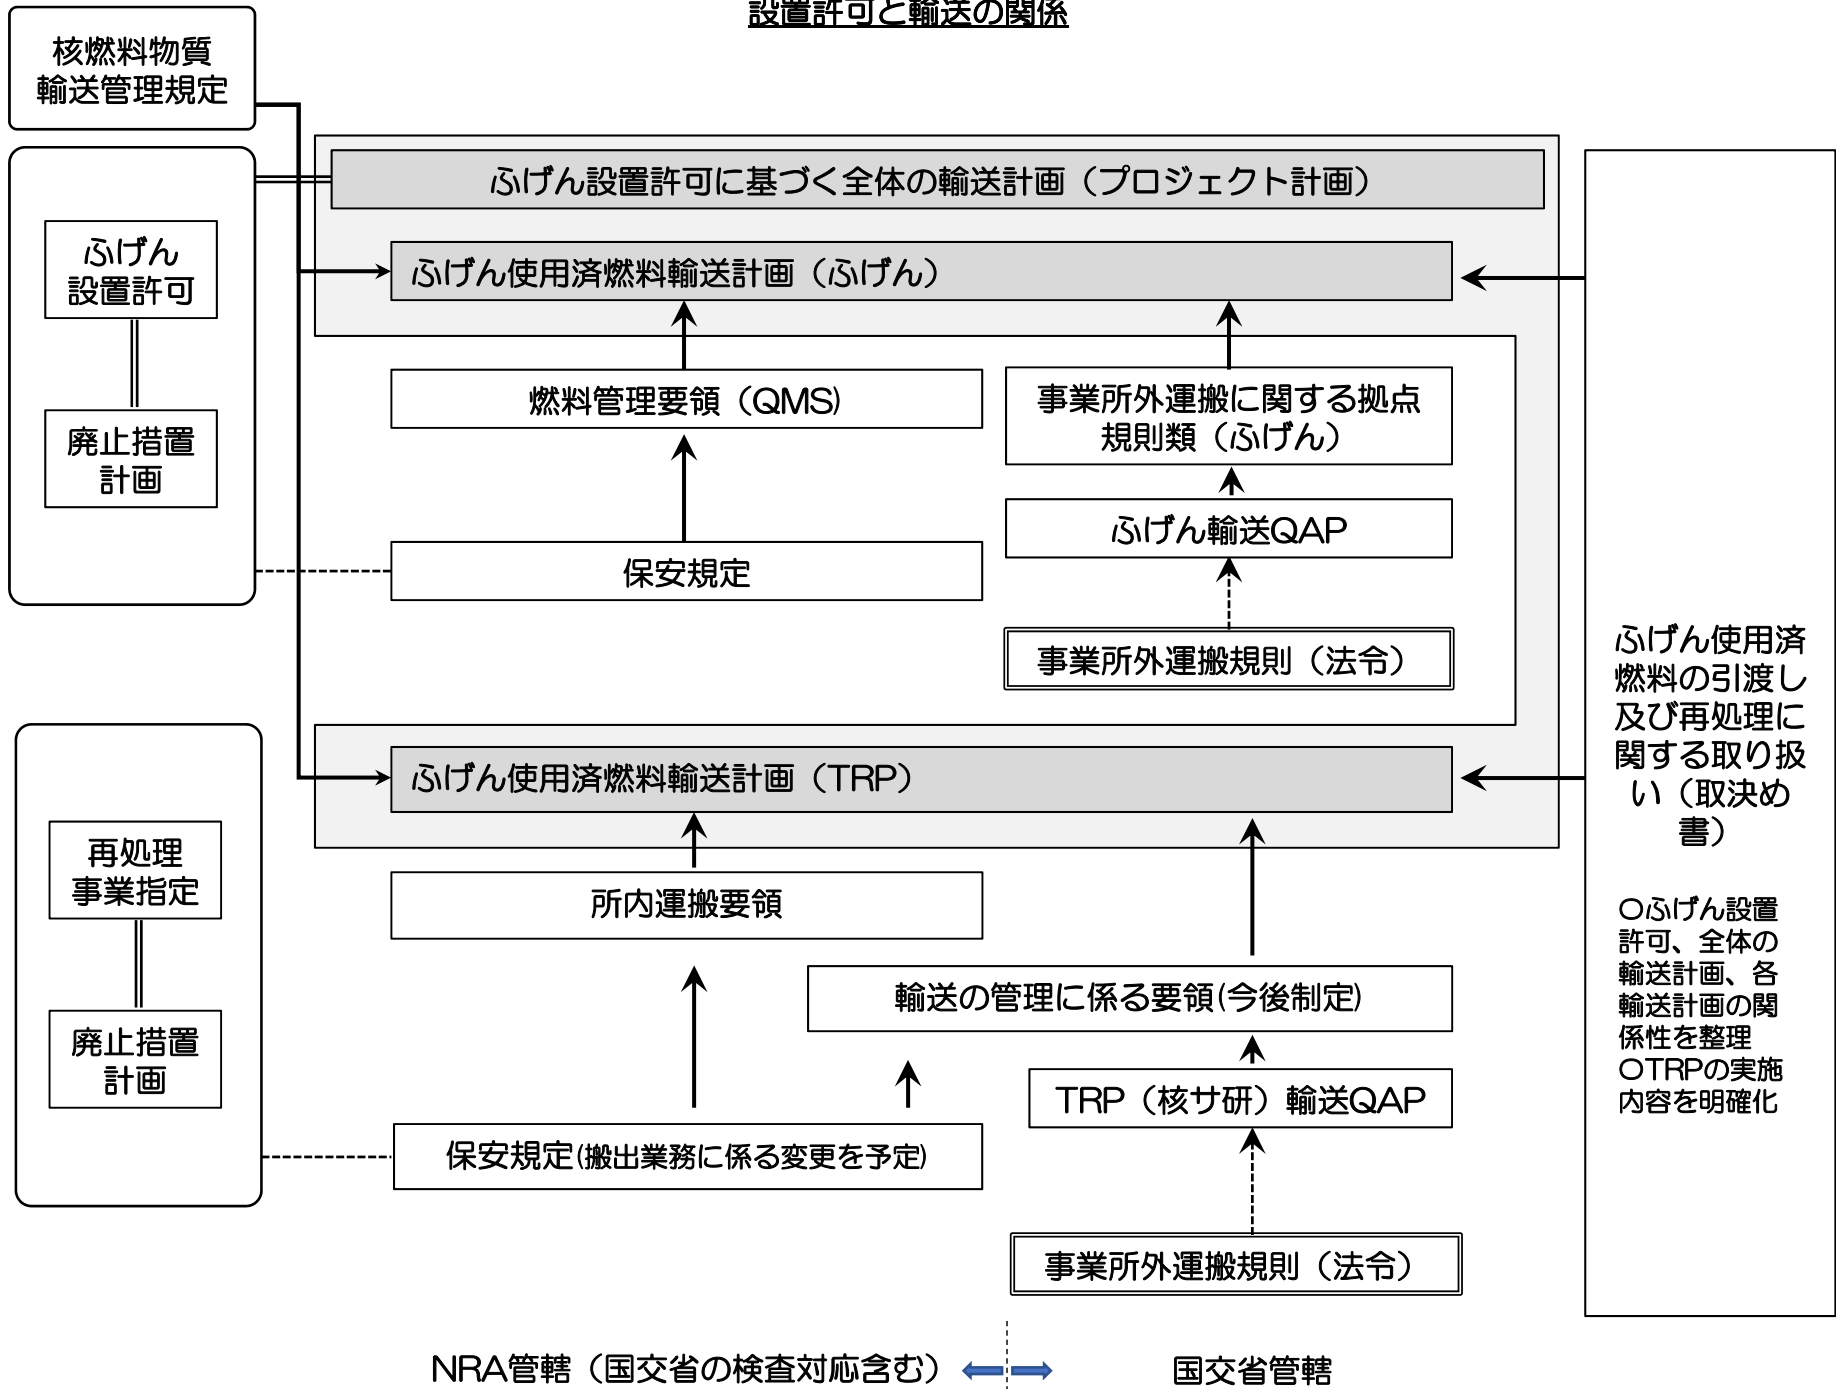 設置許可と輸送の関係
核燃料物質
輸送管理規定
ふげん設置許可に基づく全体の輸送計画（プロジェクト計画）
ふげん
設置許可
廃止措置
計画
ふげん使用済燃料輸送計画（ふげん）
燃料管理要領（QMS)
事業所外運搬に関する拠点
規則類（ふげん）
ふげん輸送QAP
保安規定
事業所外運搬規則（法令）
ふげん使用済燃料輸送計画（TRP）
再処理
事業指定
廃止措置
計画
所内運搬要領
輸送の管理に係る要領(今後制定)
TRP（核サ研）輸送QAP
保安規定(搬出業務に係る変更を予定)
事業所外運搬規則（法令）
ふげん使用済
燃料の引渡し
及び再処理に
関する取り扱
い（取決め
書）
〇ふげん設置
許可、全体の
輸送計画、各
輸送計画の関
係性を整理
〇TRPの実施
内容を明確化
NRA管轄（国交省の検査対応含む）
国交省管轄